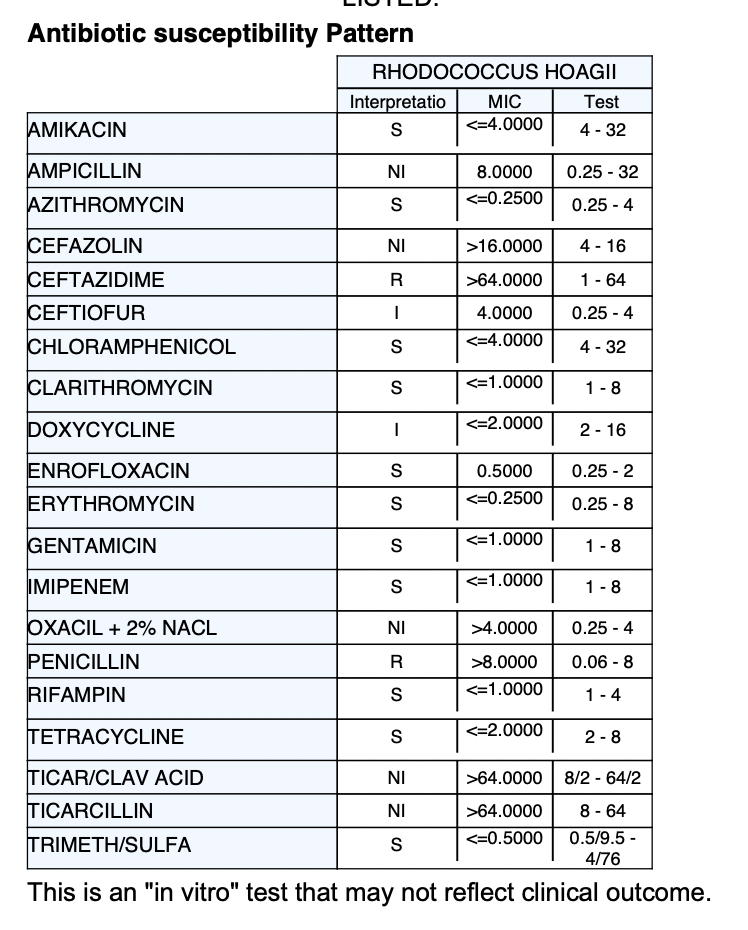 LISTED.
Antibiotic susceptibility Pattern
RHODOCOCCUS HOAGII
Interpretatio MIC Test
AMIKACIN S <=4.0000 4 - 32
AMPICILLIN NI 8.0000 0.25 - 32
AZITHROMYCIN S <=0.2500 0.25 - 4
CEFAZOLIN NI >16.0000 4 - 16
CEFTAZIDIME R >64.0000 1 - 64
CEFTIOFUR I 4.0000 0.25 - 4
CHLORAMPHENICOL S <=4.0000 4 - 32
CLARITHROMYCIN S <=1.0000 1 - 8
DOXYCYCLINE I <=2.0000 2 - 16
ENROFLOXACIN S 0.5000 0.25 - 2
ERYTHROMYCIN S <=0.2500 0.25 - 8
GENTAMICIN S <=1.0000 1 - 8
IMIPENEM S <=1.0000 1 - 8
OXACIL + 2% NACL NI >4.0000 0.25 - 4
PENICILLIN R >8.0000 0.06 - 8
RIFAMPIN S <=1.0000 1 - 4
TETRACYCLINE S <=2.0000 2 - 8
TICAR/CLAV ACID NI >64.0000 8/2 - 64/2
TICARCILLIN NI >64.0000 8 - 64
TRIMETH/SULFA S <=0.5000 0.5/9.5 -
4/76
This is an "in vitro" test that may not reflect clinical outcome.